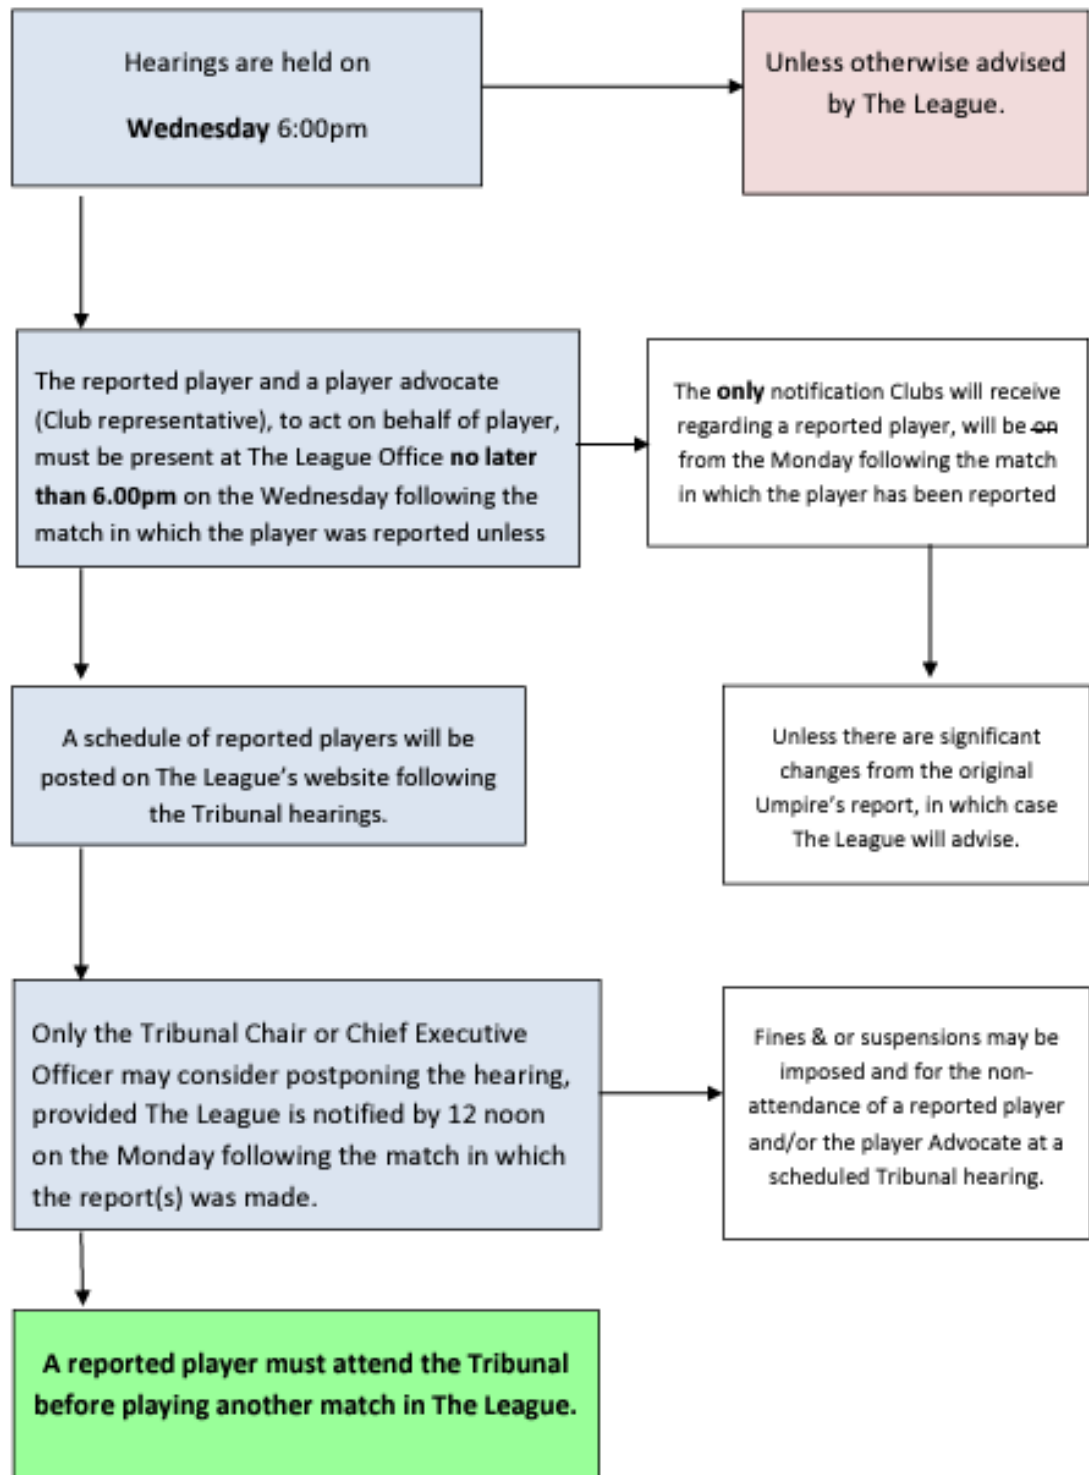 Hearings are held on
Wednesday 6:00pm
Unless otherwise advised
by The League.
The reported player and a player advocate
(Club representative), to act on behalf of player,
must be present at The League Office no later
than 6.00pm on the Wednesday following the
match in which the player was reported unless
The only notification Clubs will receive
regarding a reported player, will be on
from the Monday following the match
in which the player has been reported
A schedule of reported players will be
posted on The League's website following
the Tribunal hearings.
Unless there are significant
changes from the original
Umpire's report, in which case
The League will advise.
Only the Tribunal Chair or Chief Executive
Officer may consider postponing the hearing,
provided The League is notified by 12 noon
on the Monday following the match in which
the report(s) was made.
Fines & or suspensions may be
imposed and for the non-
attendance of a reported player
and/or the player Advocate at a
scheduled Tribunal hearing.
A reported player must attend the Tribunal
before playing another match in The League.